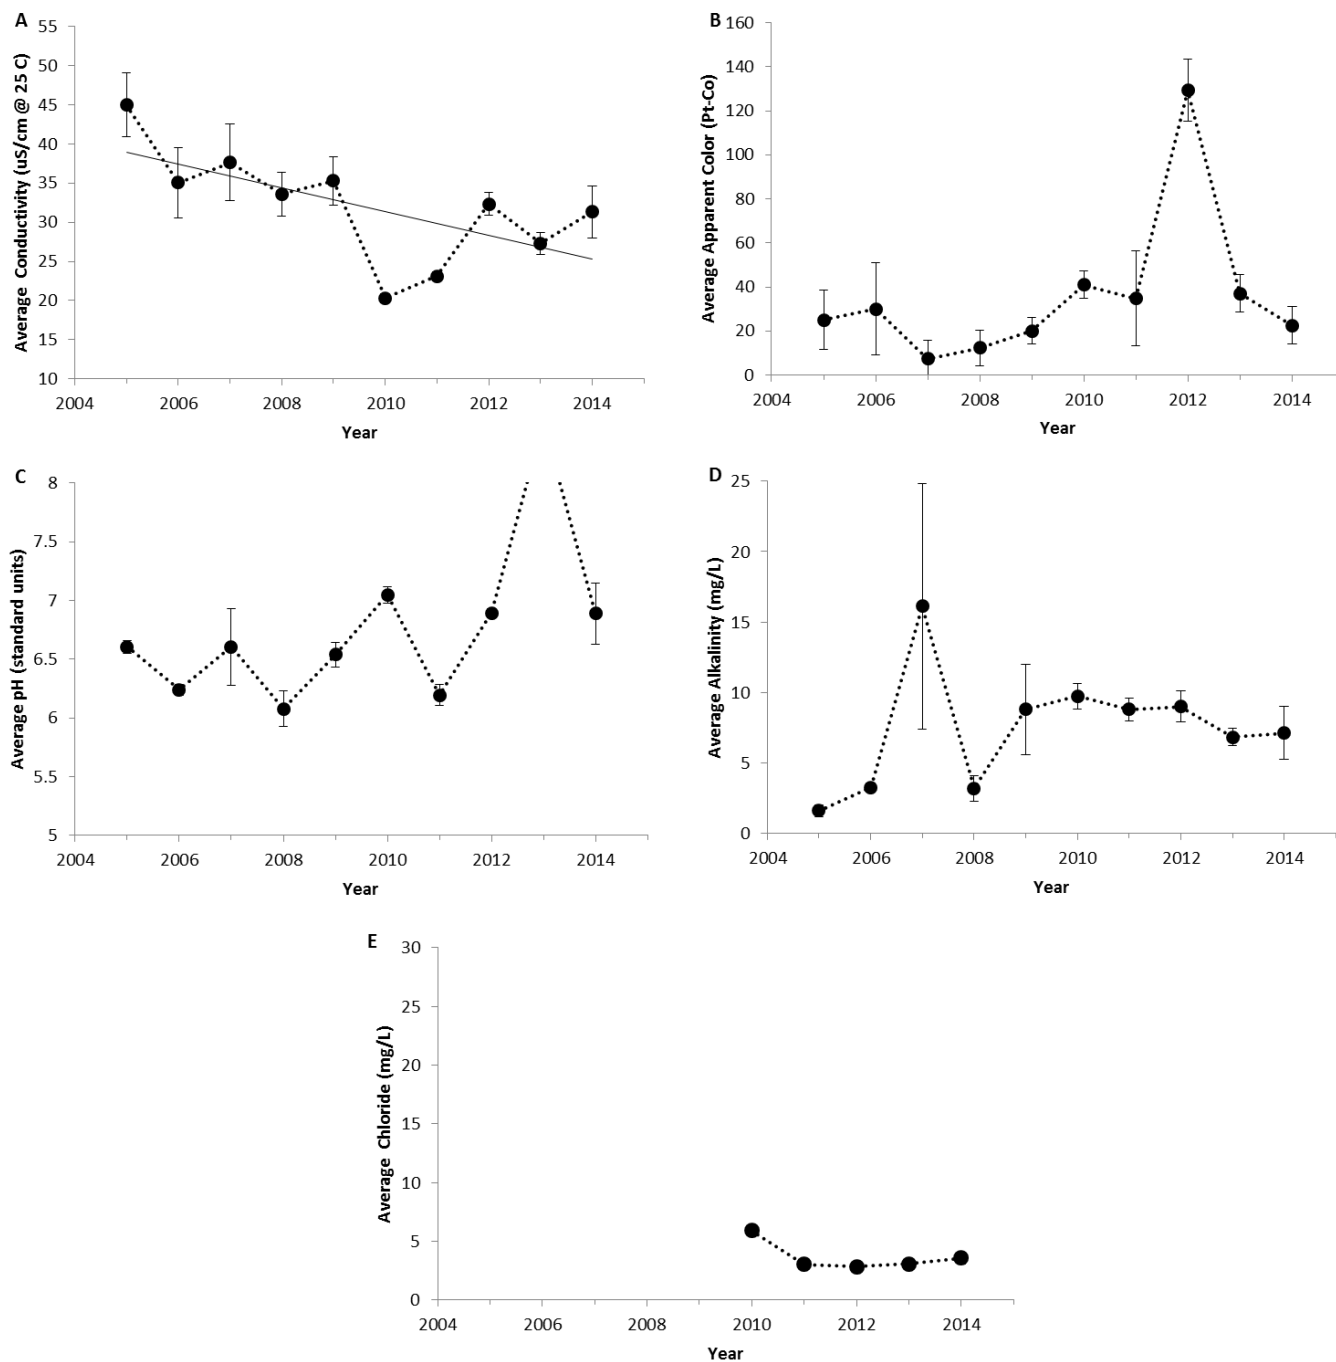 A
Average Conductivity (uS/cm @ 25 C)
55
50
45
40
35
30
25
20
15
10
2004 2006 2008 2010 2012 2014
Year
B
Average Apparent Color (Pt-Co)
160
140
120
100
80
60
40
20
0
2004 2006 2008 2010 2012 2014
Year
C
Average pH (standard units)
8
7.5
7
6.5
6
5.5
5
2004 2006 2008 2010 2012 2014
Year
D
Average Alkalinity (mg/L)
25
20
15
10
5
0
2004 2006 2008 2010 2012 2014
Year
E
Average Chloride (mg/L)
30
25
20
15
10
5
0
2004 2006 2008 2010 2012 2014
Year